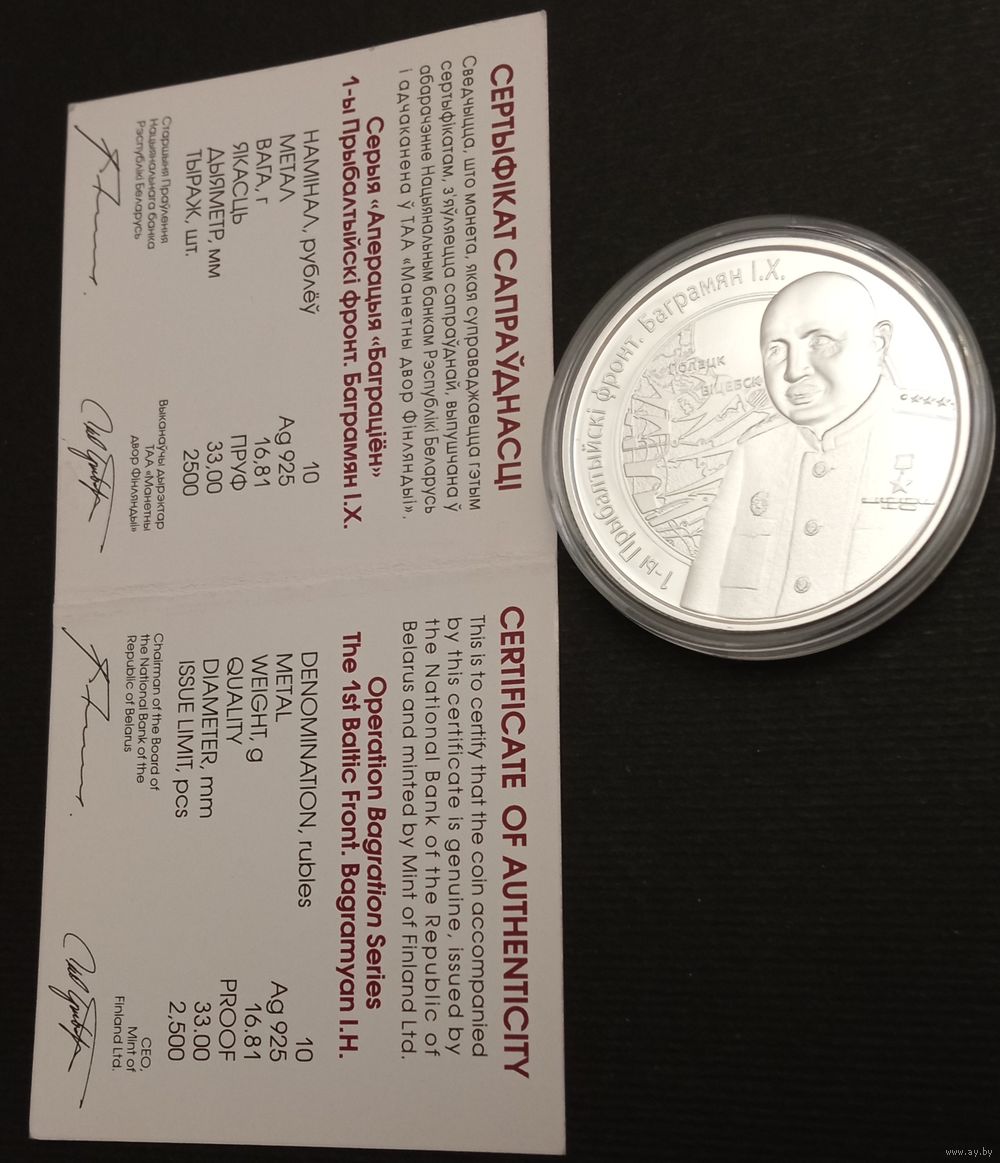 СЕРТЫФІКАТ САПРАЎДНАСЦІ
Сведчыцца, што манета, якая суправаджаецца гэтым
сертыфікатам, з'яўляецца сапраўднай, выпушчана ў
абарачэнне Нацыянальным банкам Рэспублікі Беларусь
і адчаканена ў ТАА «Манетны двор Фінляндыі».
Серыя «Аперацыя «Баграціён»
1-ы Прыбалтыйскі фронт. Баграмян І.Х.
НАМІНАЛ, рублёў 10
МЕТАЛ Ag 925
ВАГА, г 16,81
ЯКАСЦЬ ПРУФ
ДЫЯМЕТР, мм 33,00
ТЫРАЖ, шт. 2500
Старшыня Праўлення
Нацыянальнага банка
Рэспублікі Беларусь
Выканаўчы дырэктар
ТАА «Манетны
двор Фінляндыі»
CERTIFICATE OF AUTHENTICITY
This is to certify that the coin accompanied
by this certificate is genuine, issued by
the National Bank of the Republic of
Belarus and minted by Mint of Finland Ltd.
Operation Bagration Series
The 1st Baltic Front. Bagramyan I.H.
DENOMINATION, rubles 10
METAL Ag 925
WEIGHT, g 16.81
QUALITY PROOF
DIAMETER, mm 33.00
ISSUE LIMIT, pcs 2,500
Chairman of the Board of
the National Bank of the
Republic of Belarus
CEO,
Mint of
Finland Ltd.
1-ы Прыбалтыйскі фронт. Баграмян І.Х.
Полацк
Віцебск
www.ay.by